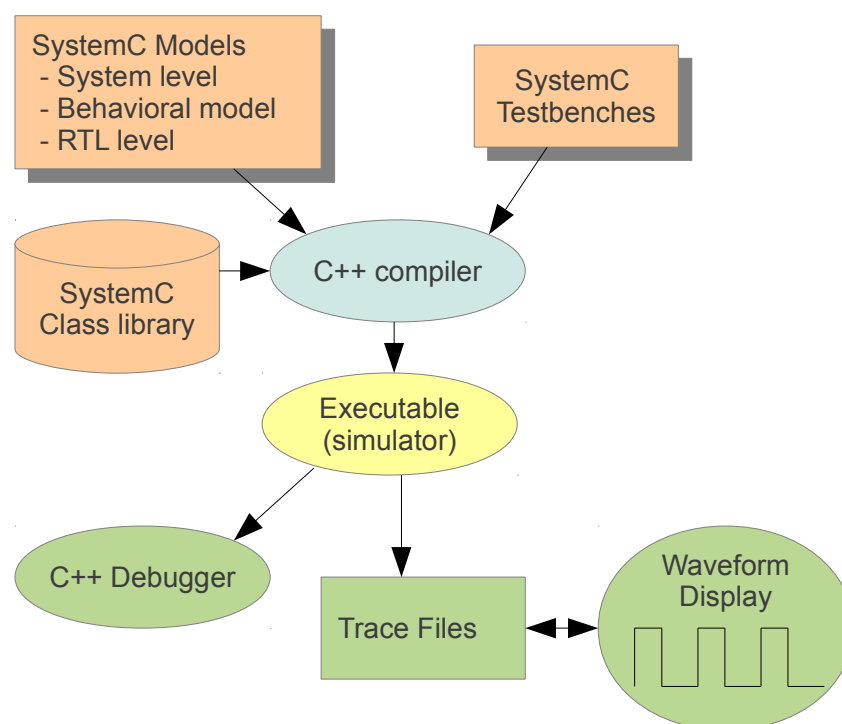 SystemC Models
- System level
- Behavioral model
- RTL level
SystemC
Testbenches
C++ compiler
SystemC
Class library
Executable
(simulator)
C++ Debugger
Trace Files
Waveform
Display